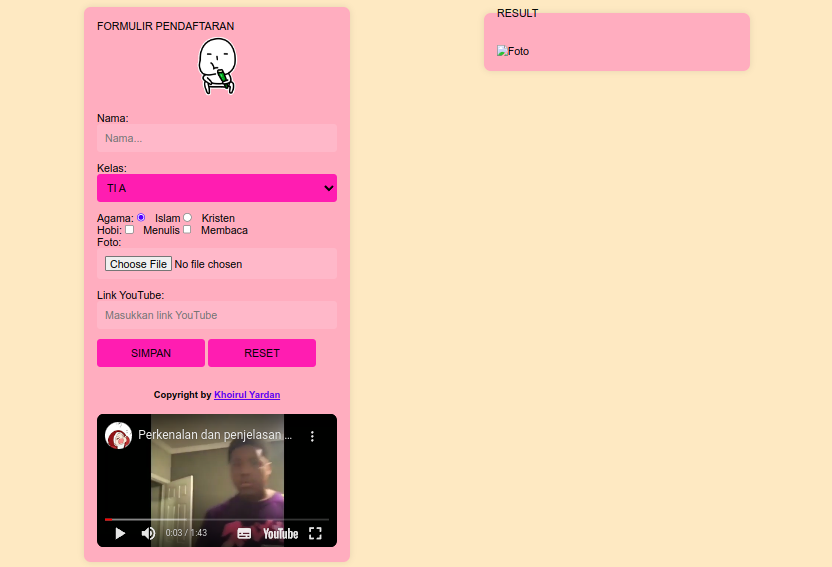 FORMULIR PENDAFTARAN
Nama:
Nama...
Kelas:
TI A
Agama: Islam Kristen
Hobi: Menulis Membaca
Foto:
Choose File No file chosen
Link YouTube:
Masukkan link YouTube
SIMPAN RESET
Copyright by Khoirul Yardan
Perkenalan dan penjelasan ...
0:03 / 1:43 YouTube
RESULT
Foto